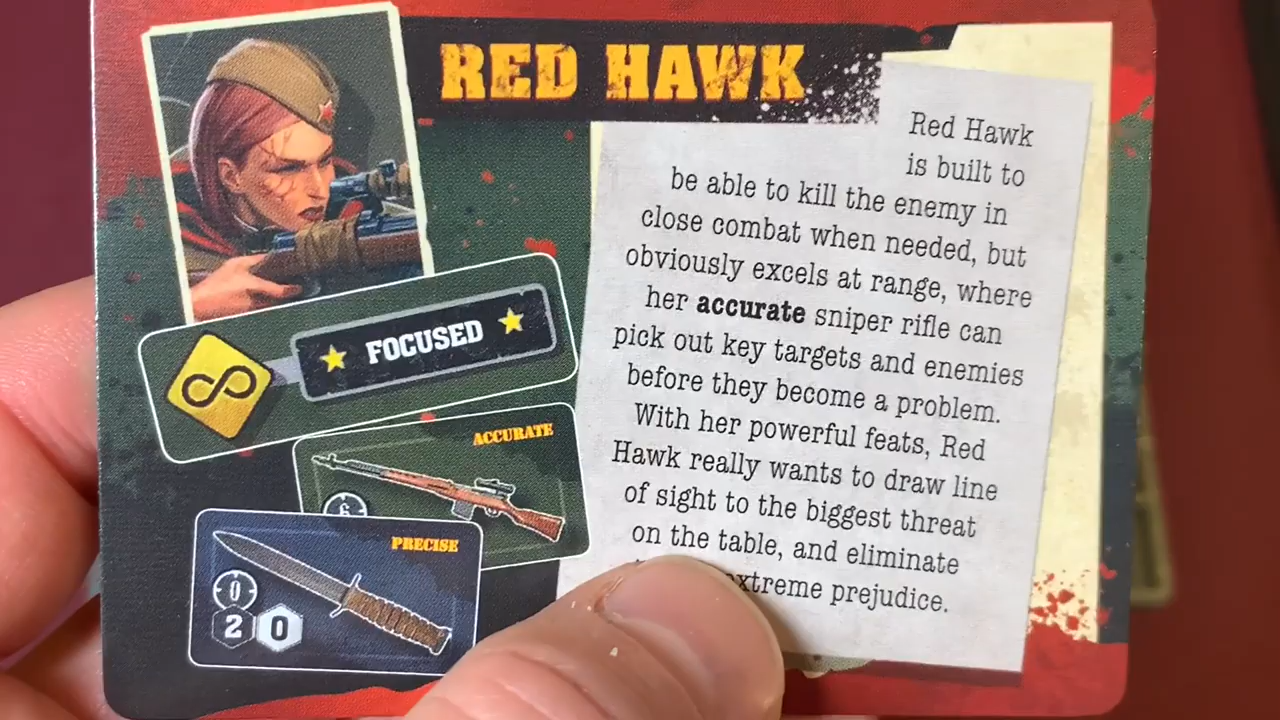 RED HAWK
Red Hawk
is built to
be able to kill the enemy in
close combat when needed, but
obviously excels at range, where
her accurate sniper rifle can
pick out key targets and enemies
before they become a problem.
With her powerful feats, Red
Hawk really wants to draw line
of sight to the biggest threat
on the table, and eliminate
extreme prejudice.
FOCUSED
ACCURATE
PRECISE
0
2 0